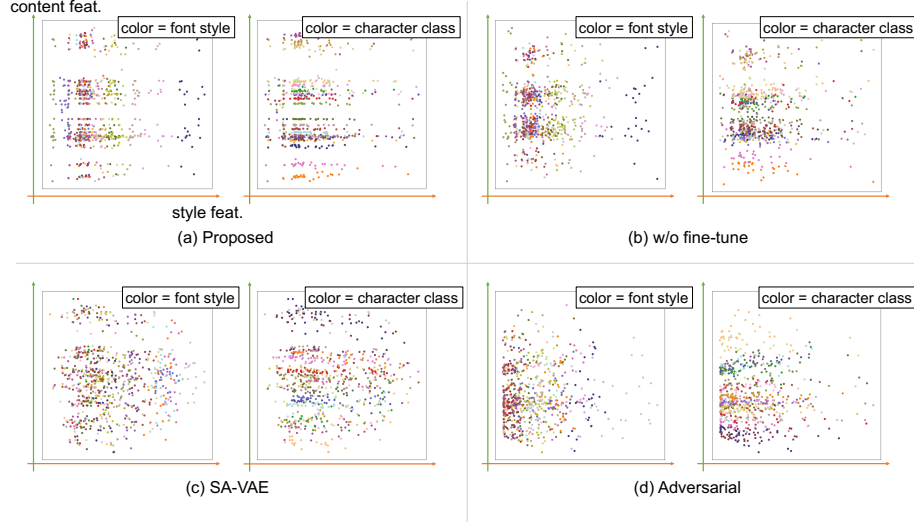 content feat.
color = font style
color = character class
style feat.
(a) Proposed
color = font style
color = character class
(b) w/o fine-tune
color = font style
color = character class
(c) SA-VAE
color = font style
color = character class
(d) Adversarial